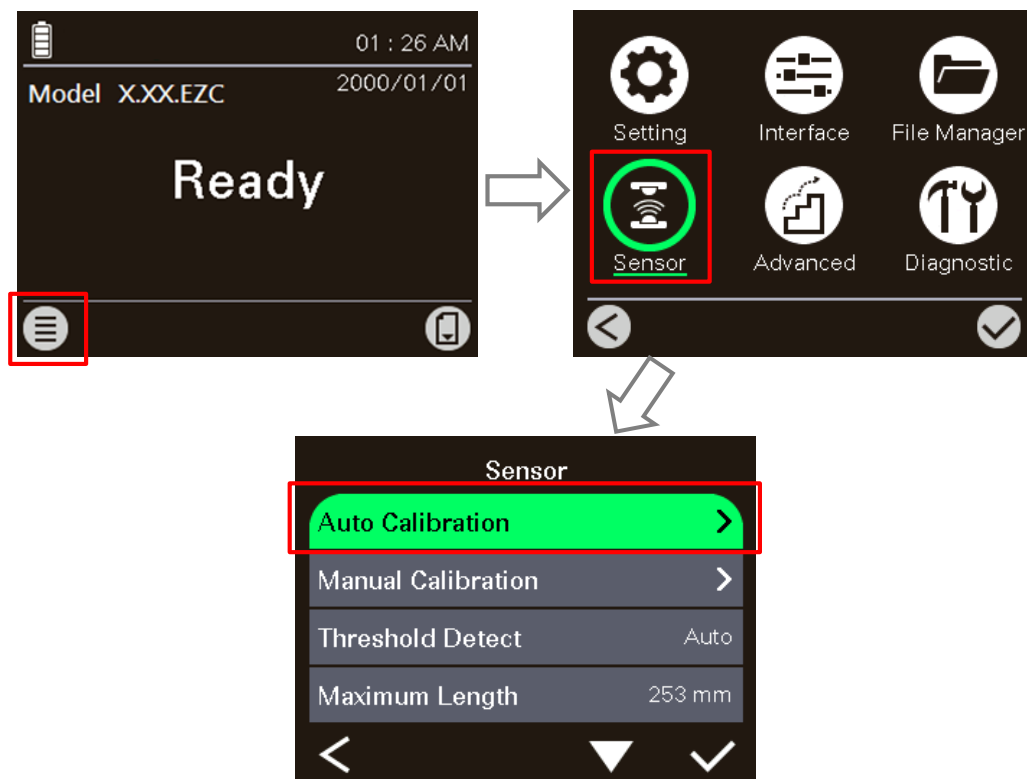 01 : 26 AM
Model X.XX.EZC 2000/01/01
Ready
Setting Interface File Manager
Sensor Advanced Diagnostic
Sensor
Auto Calibration
Manual Calibration
Threshold Detect Auto
Maximum Length 253 mm